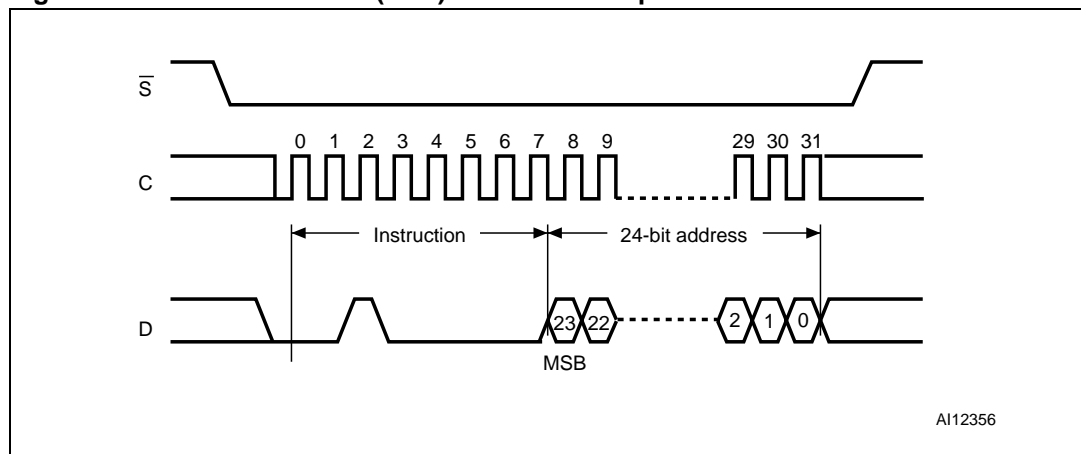 S
0 1 2 3 4 5 6 7 8 9 29 30 31
C
Instruction 24-bit address
D 23 22 2 1 0
MSB
AI12356